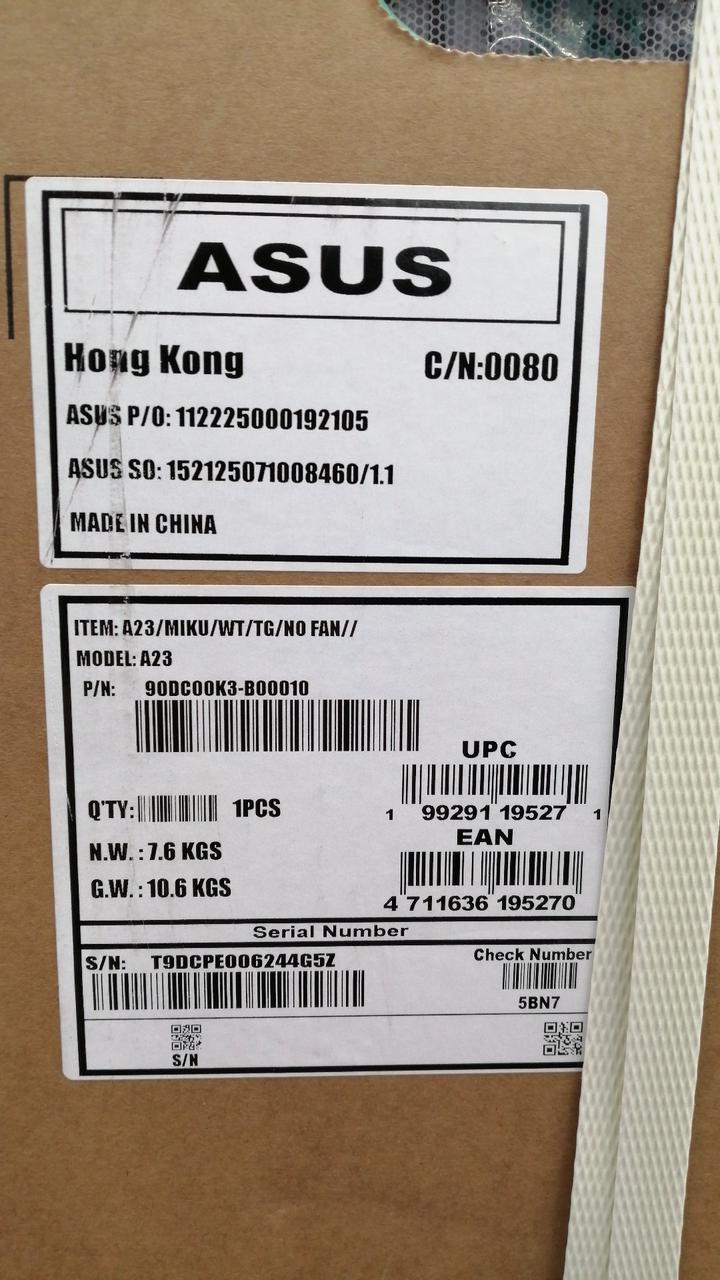 ASUS
Hong Kong C/N:0080
ASUS P/O: 112225000192105
ASUS SO: 152125071008460/1.1
MADE IN CHINA
ITEM: A23/MIKU/WT/TG/NO FAN//
MODEL: A23
P/N: 90DC00K3-B00010
UPC
Q'TY: 1PCS
1 99291 19527 1
EAN
N.W. : 7.6 KGS
G.W. : 10.6 KGS
4 711636 195270
Serial Number
S/N: T9DCPE006244G5Z
Check Number
5BN7
S/N